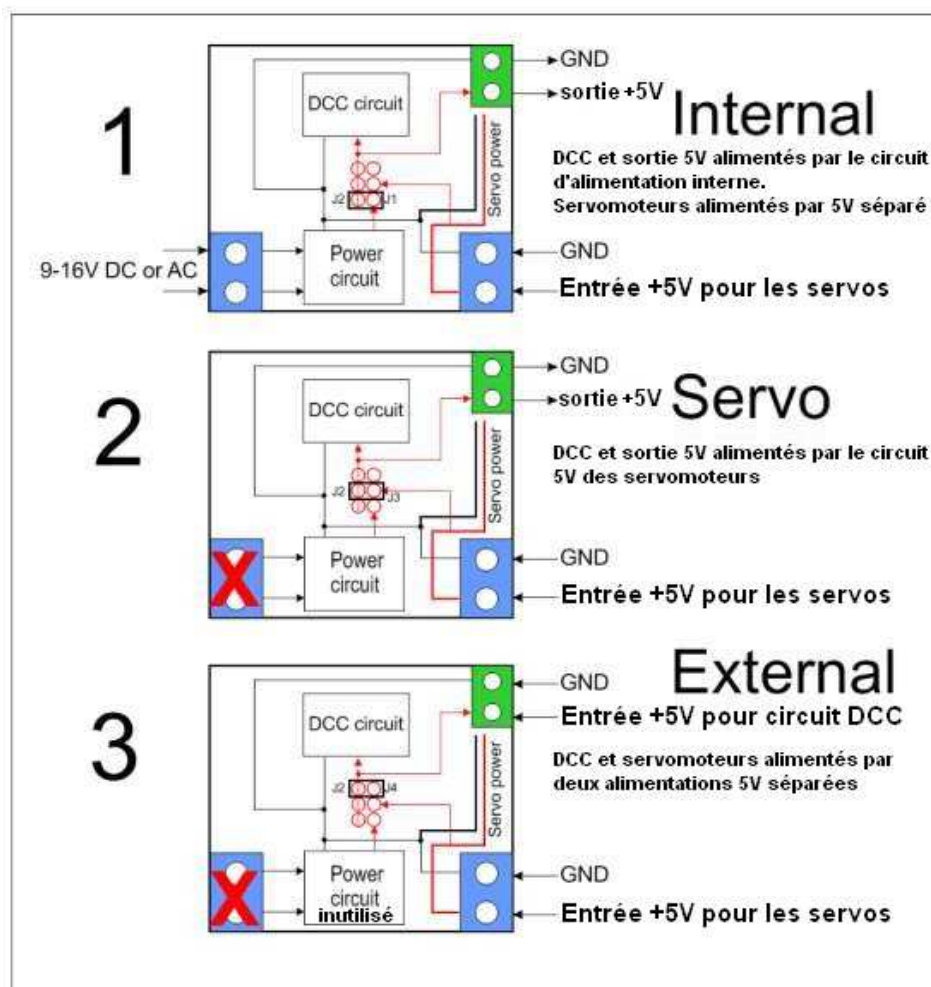 1
DCC circuit
J2
J1
Power
circuit
Servo power
9-16V DC or AC
GND
sortie +5V
Internal
DCC et sortie 5V alimentés par le circuit
d'alimentation interne.
Servomoteurs alimentés par 5V séparé
GND
Entrée +5V pour les servos
2
DCC circuit
J2
J3
Power
circuit
Servo power
X
GND
sortie +5V
Servo
DCC et sortie 5V alimentés par le circuit
5V des servomoteurs
GND
Entrée +5V pour les servos
3
DCC circuit
J2
J4
Power
circuit
inutilisé
Servo power
X
External
GND
Entrée +5V pour circuit DCC
DCC et servomoteurs alimentés par
deux alimentations 5V séparées
GND
Entrée +5V pour les servos